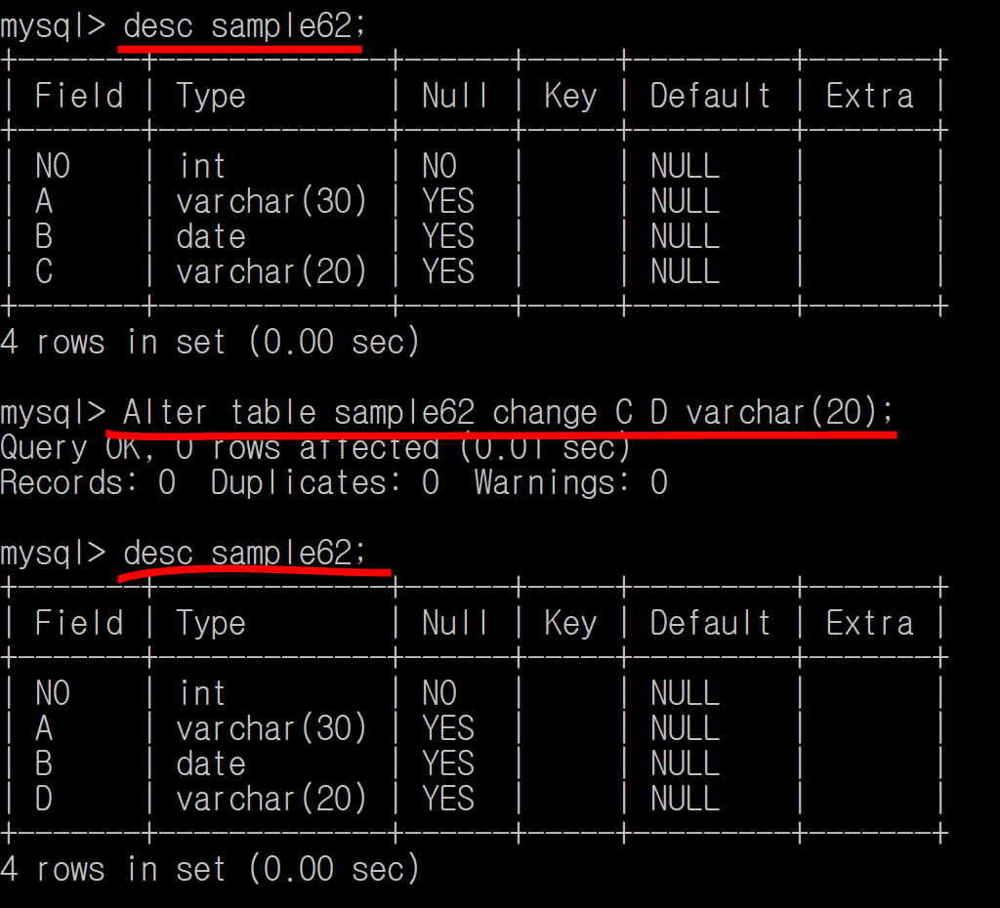 mysql> desc sample62;
+-------+-------------+------+-----+---------+-------+
| Field | Type        | Null | Key | Default | Extra |
+-------+-------------+------+-----+---------+-------+
| NO    | int         | NO   |     | NULL    |       |
| A     | varchar(30) | YES  |     | NULL    |       |
| B     | date        | YES  |     | NULL    |       |
| C     | varchar(20) | YES  |     | NULL    |       |
+-------+-------------+------+-----+---------+-------+
4 rows in set (0.00 sec)
mysql> Alter table sample62 change C D varchar(20);
Query OK, 0 rows affected (0.01 sec)
Records: 0  Duplicates: 0  Warnings: 0
mysql> desc sample62;
+-------+-------------+------+-----+---------+-------+
| Field | Type        | Null | Key | Default | Extra |
+-------+-------------+------+-----+---------+-------+
| NO    | int         | NO   |     | NULL    |       |
| A     | varchar(30) | YES  |     | NULL    |       |
| B     | date        | YES  |     | NULL    |       |
| D     | varchar(20) | YES  |     | NULL    |       |
+-------+-------------+------+-----+---------+-------+
4 rows in set (0.00 sec)